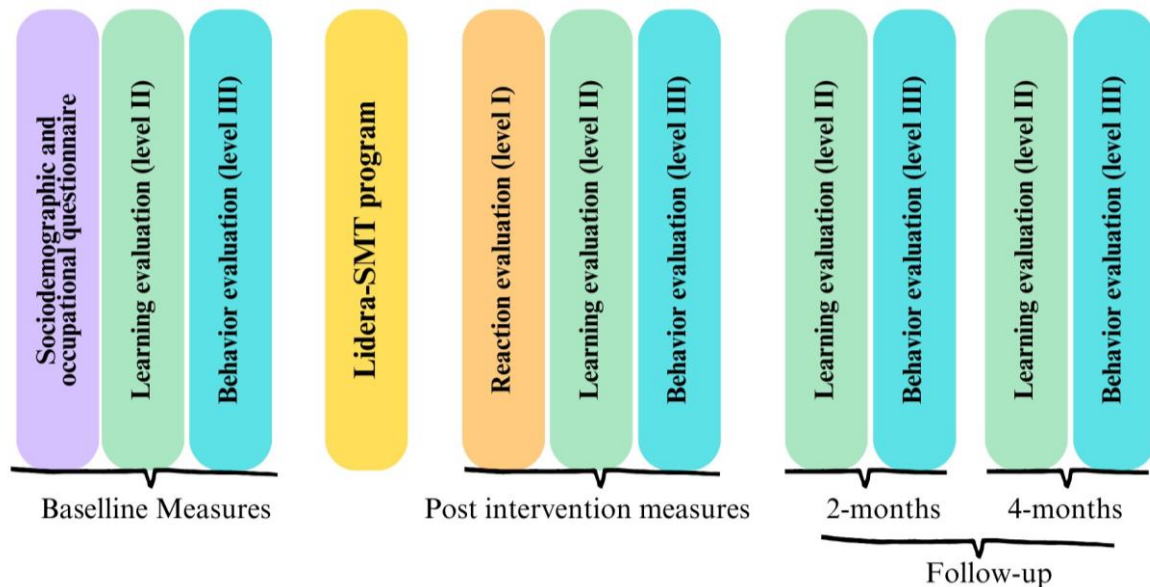 Sociodemographic and
occupational questionnaire
Learning evaluation (level II)
Behavior evaluation (level III)
Lidera-SMT program
Reaction evaluation (level I)
Learning evaluation (level II)
Behavior evaluation (level III)
Learning evaluation (level II)
Behavior evaluation (level III)
Learning evaluation (level II)
Behavior evaluation (level III)
Baselline Measures
Post intervention measures
2-months
4-months
Follow-up